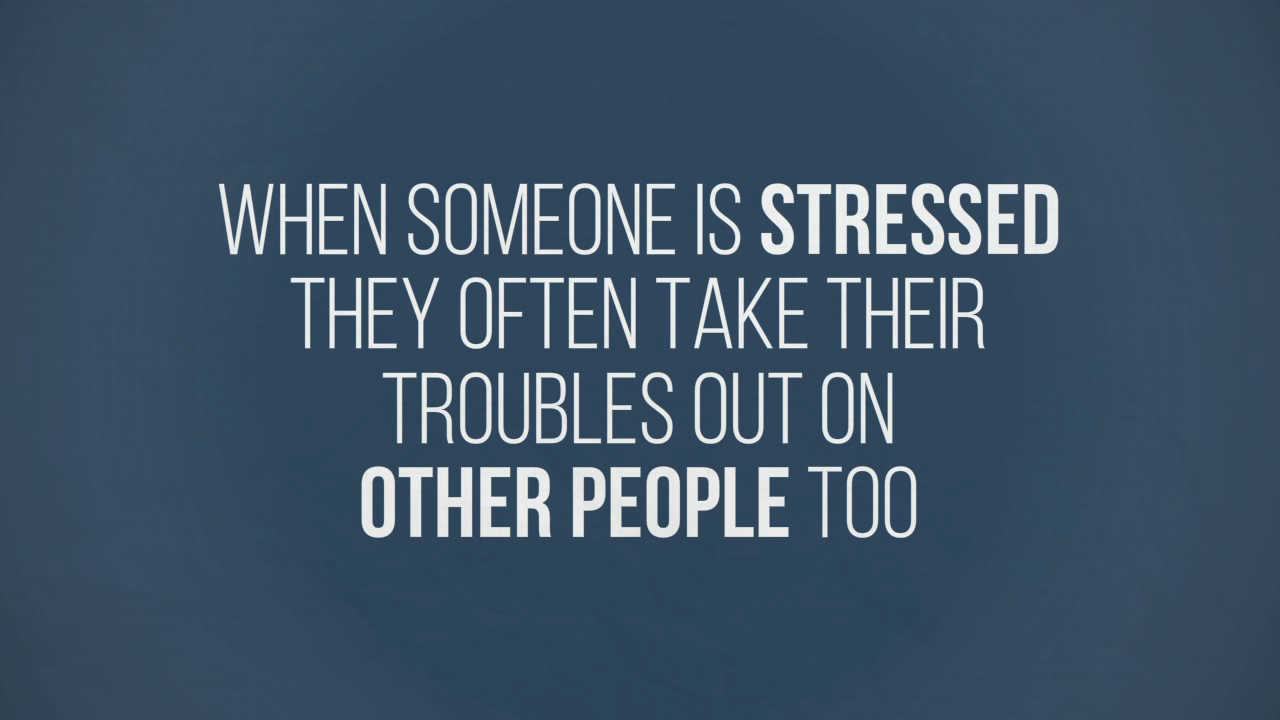 WHEN SOMEONE IS STRESSED
THEY OFTEN TAKE THEIR
TROUBLES OUT ON
OTHER PEOPLE TOO